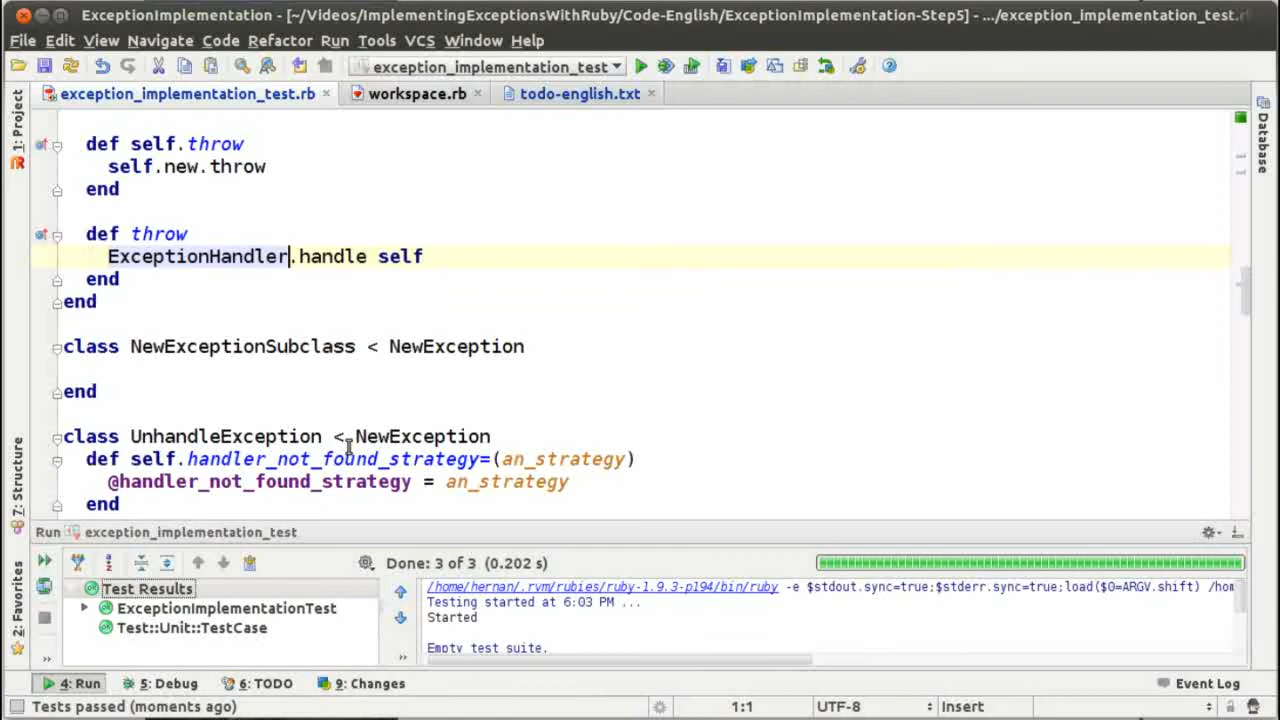 ExceptionImplementation - [~/Videos/ImplementingExceptionsWithRuby/Code-English/ExceptionImplementation-Step5] - .../exception_implementation_test.r
File Edit View Navigate Code Refactor Run Tools VCS Window Help
exception_implementation_test
exception_implementation_test.rb workspace.rb todo-english.txt
1: Project
Database
def self.throw
self.new.throw
end
def throw
ExceptionHandler.handle self
end
end
class NewExceptionSubclass < NewException
end
class UnhandleException < NewException
def self.handler_not_found_strategy=(an_strategy)
@handler_not_found_strategy = an_strategy
end
7: Structure
2: Favorites
Run exception_implementation_test
Done: 3 of 3 (0.202 s)
Test Results
ExceptionImplementationTest
Test::Unit::TestCase
/home/hernan/.rvm/rubies/ruby-1.9.3-p194/bin/ruby -e $stdout.sync=true;$stderr.sync=true;load($0=ARGV.shift) /hom
Testing started at 6:03 PM ...
Started
Empty test suite.
4: Run 5: Debug 6: TODO 9: Changes Event Log
Tests passed (moments ago) 1:1 UTF-8 Insert